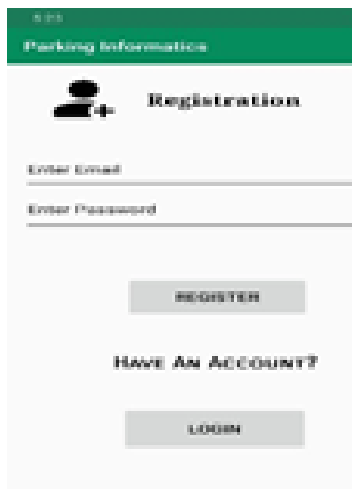 Parking Informatics
Registration
Enter Email
Enter Password
REGISTER
HAVE AN ACCOUNT?
LOGIN